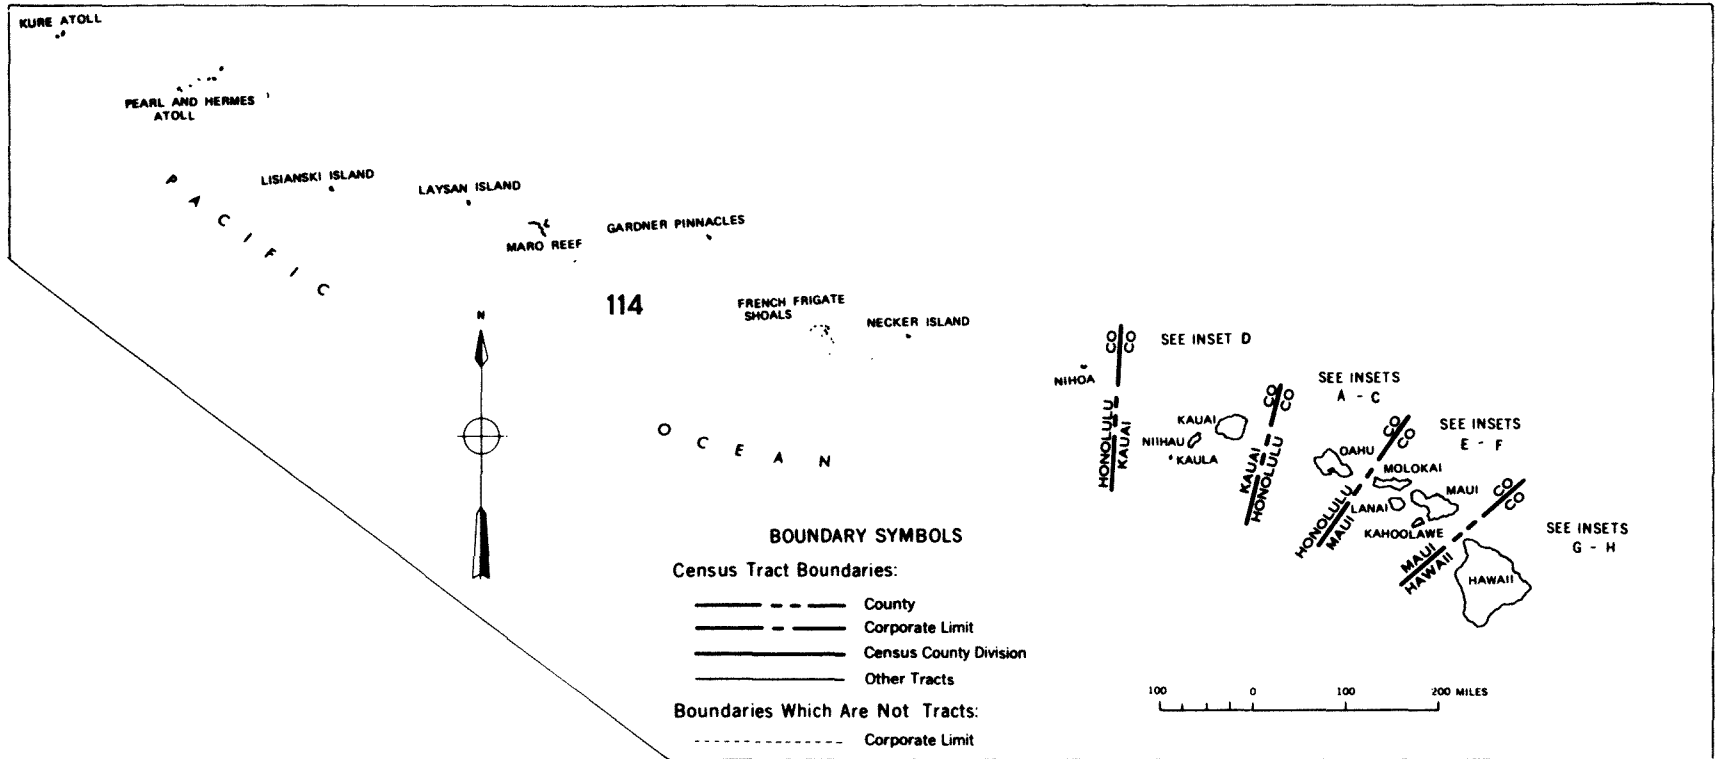 KURE ATOLL
PEARL AND HERMES
ATOLL
PACIFIC
LISIANSKI ISLAND
LAYSAN ISLAND
MARO REEF
GARDNER PINNACLES
114
FRENCH FRIGATE
SHOALS
NECKER ISLAND
N
OCEAN
NIHOA
CO
CO
HONOLULU
KAUAI
SEE INSET D
KAUAI
NIIHAU
KAULA
CO
CO
KAUAI
HONOLULU
SEE INSETS
A - C
OAHU
CO
CO
HONOLULU
MAUI
SEE INSETS
E - F
MOLOKAI
MAUI
LANAI
KAHOOLAWE
CO
CO
MAUI
HAWAII
SEE INSETS
G - H
HAWAII
BOUNDARY SYMBOLS
Census Tract Boundaries:
County
Corporate Limit
Census County Division
Other Tracts
Boundaries Which Are Not Tracts:
Corporate Limit
100 0 100 200 MILES